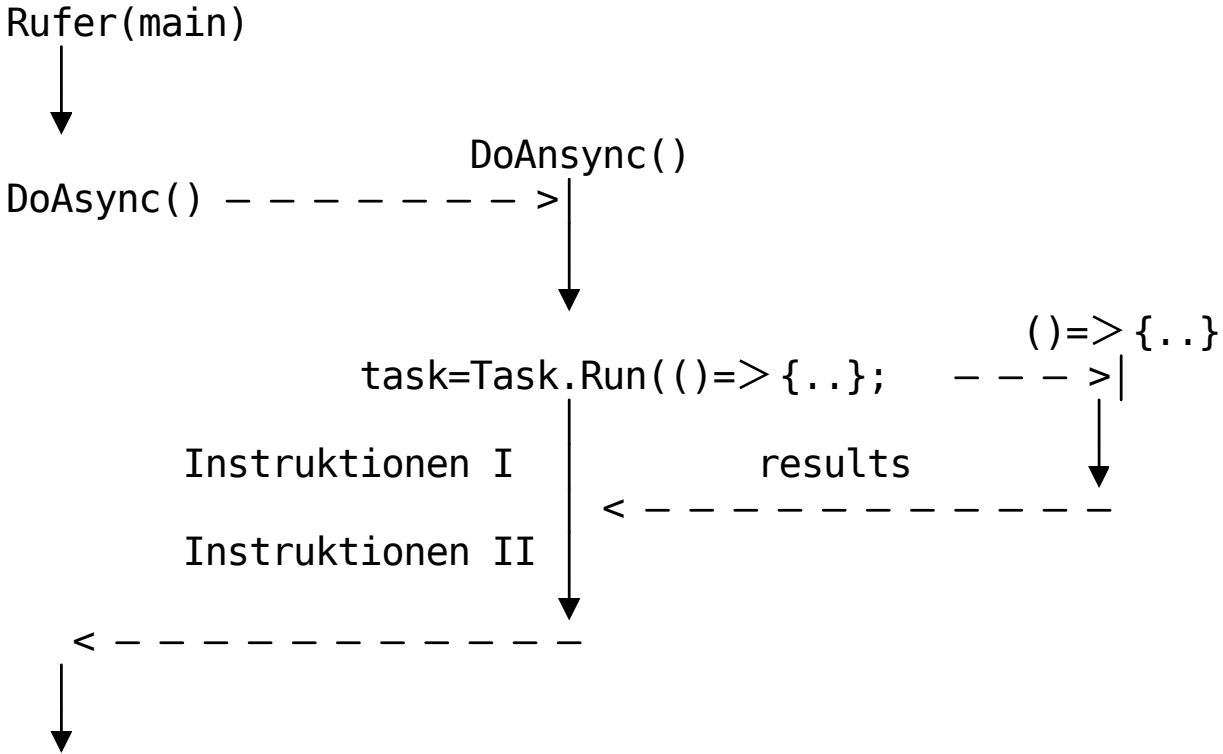 Rufer(main)
DoAnsync()
DoAsync() – – – – – – – >
()=>{..}
task=Task.Run(()=>{..}; – – – >|
Instruktionen I results
< – – – – – – – – – – –
Instruktionen II
< – – – – – – – – – – –